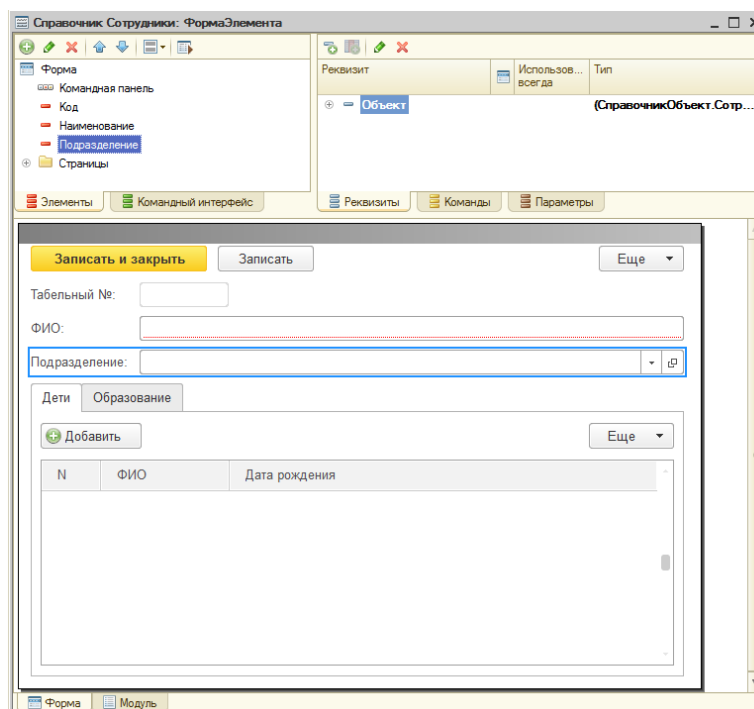 Справочник Сотрудники: ФормаЭлемента
Форма
Командная панель
Код
Наименование
Подразделение
Страницы
Элементы
Командный интерфейс
Реквизит
Использов...
всегда
Тип
Объект
(СправочникОбъект.Сотр...
Реквизиты
Команды
Параметры
Записать и закрыть
Записать
Еще
Табельный №:
ФИО:
Подразделение:
Дети
Образование
Добавить
Еще
N
ФИО
Дата рождения
Форма
Модуль